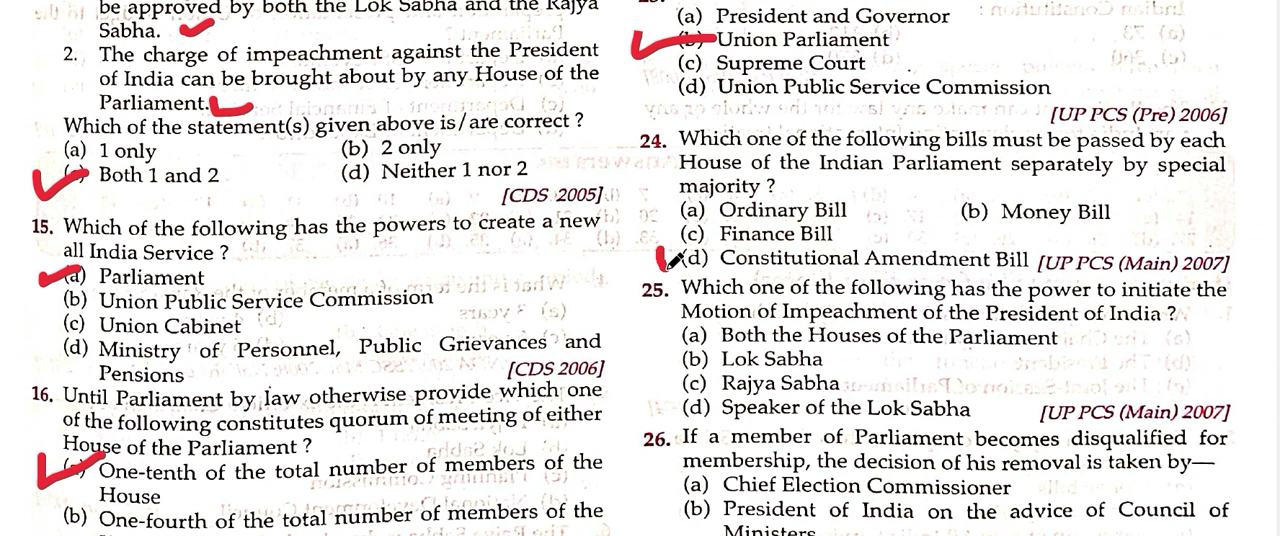 be approved by both the Lok Sabha and the Rajya
Sabha.
2. The charge of impeachment against the President
of India can be brought about by any House of the
Parliament.
Which of the statement(s) given above is/are correct ?
(a) 1 only (b) 2 only
Both 1 and 2 (d) Neither 1 nor 2
[CDS 2005]
15. Which of the following has the powers to create a new
all India Service ?
(a) Parliament
(b) Union Public Service Commission
(c) Union Cabinet
(d) Ministry of Personnel, Public Grievances and
Pensions [CDS 2006]
16. Until Parliament by law otherwise provide which one
of the following constitutes quorum of meeting of either
House of the Parliament ?
One-tenth of the total number of members of the
House
(b) One-fourth of the total number of members of the
(a) President and Governor
(b) Union Parliament
(c) Supreme Court
(d) Union Public Service Commission
[UP PCS (Pre) 2006]
24. Which one of the following bills must be passed by each
House of the Indian Parliament separately by special
majority ?
(a) Ordinary Bill (b) Money Bill
(c) Finance Bill
(d) Constitutional Amendment Bill [UP PCS (Main) 2007]
25. Which one of the following has the power to initiate the
Motion of Impeachment of the President of India ?
(a) Both the Houses of the Parliament
(b) Lok Sabha
(c) Rajya Sabha
(d) Speaker of the Lok Sabha [UP PCS (Main) 2007]
26. If a member of Parliament becomes disqualified for
membership, the decision of his removal is taken by—
(a) Chief Election Commissioner
(b) President of India on the advice of Council of
Ministers